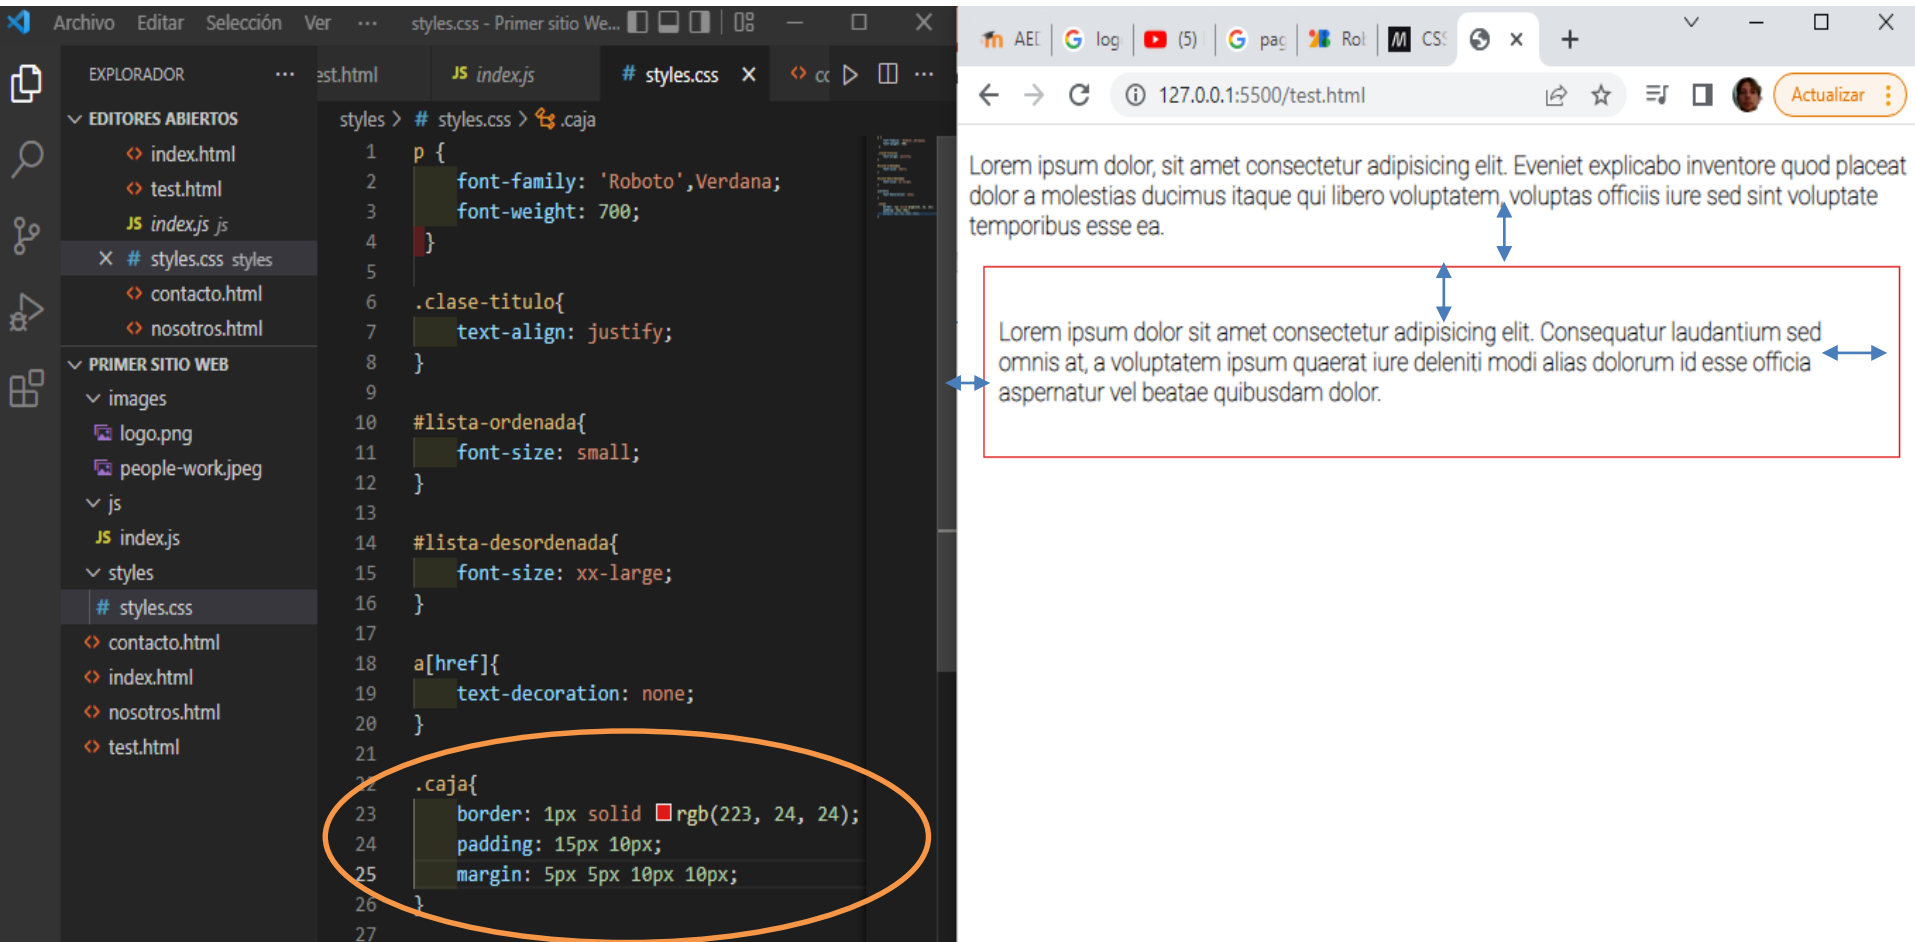 Archivo Editar Selección Ver ··· styles.css - Primer sitio We...
EXPLORADOR ···
EDITORES ABIERTOS
index.html
test.html
JS index.js js
# styles.css styles
contacto.html
nosotros.html
PRIMER SITIO WEB
images
logo.png
people-work.jpeg
js
JS index.js
styles
# styles.css
contacto.html
index.html
nosotros.html
test.html
est.html JS index.js # styles.css
styles > # styles.css > .caja
1 p {
2 font-family: 'Roboto',Verdana;
3 font-weight: 700;
4 }
5
6 .clase-titulo{
7 text-align: justify;
8 }
9
10 #lista-ordenada{
11 font-size: small;
12 }
13
14 #lista-desordenada{
15 font-size: xx-large;
16 }
17
18 a[href]{
19 text-decoration: none;
20 }
21
22 .caja{
23 border: 1px solid rgb(223, 24, 24);
24 padding: 15px 10px;
25 margin: 5px 5px 10px 10px;
26 }
27
log (5) pag Rol CSS
127.0.0.1:5500/test.html Actualizar
Lorem ipsum dolor, sit amet consectetur adipisicing elit. Eveniet explicabo inventore quod placeat
dolor a molestias ducimus itaque qui libero voluptatem, voluptas officiis iure sed sint voluptate
temporibus esse ea.
Lorem ipsum dolor sit amet consectetur adipisicing elit. Consequatur laudantium sed
omnis at, a voluptatem ipsum quaerat iure deleniti modi alias dolorum id esse officia
aspernatur vel beatae quibusdam dolor.